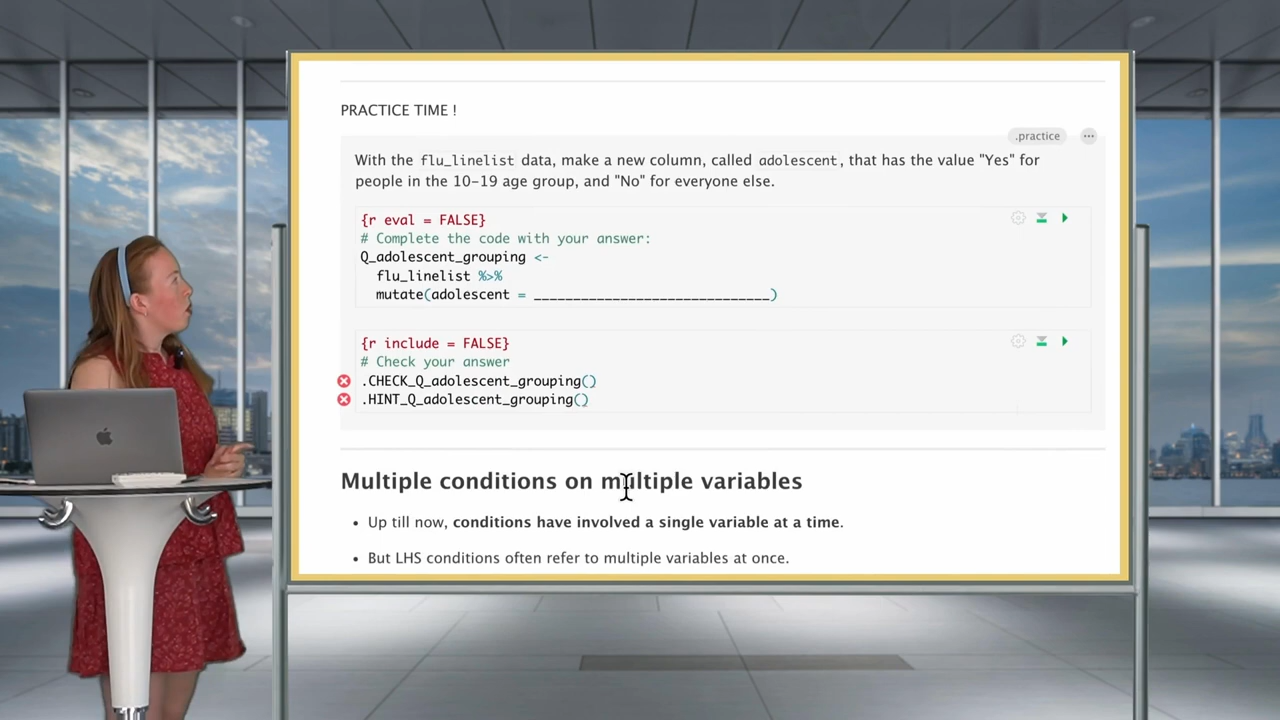 PRACTICE TIME !
.practice
With the flu_linelist data, make a new column, called adolescent, that has the value "Yes" for
people in the 10-19 age group, and "No" for everyone else.
{r eval = FALSE}
# Complete the code with your answer:
Q_adolescent_grouping <-
flu_linelist %>%
mutate(adolescent = ______________________________)
{r include = FALSE}
# Check your answer
.CHECK_Q_adolescent_grouping()
.HINT_Q_adolescent_grouping()
Multiple conditions on multiple variables
• Up till now, conditions have involved a single variable at a time.
• But LHS conditions often refer to multiple variables at once.